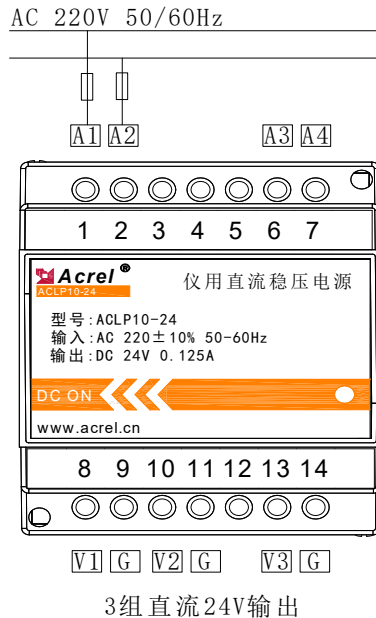 AC 220V 50/60Hz
A1 A2 A3 A4
1 2 3 4 5 6 7
Acrel ® 仪用直流稳压电源
ACLP10-24
型号:ACLP10-24
输入:AC 220±10% 50-60Hz
输出:DC 24V 0.125A
DC ON
www.acrel.cn
8 9 10 11 12 13 14
V1 G V2 G V3 G
3组直流24V输出